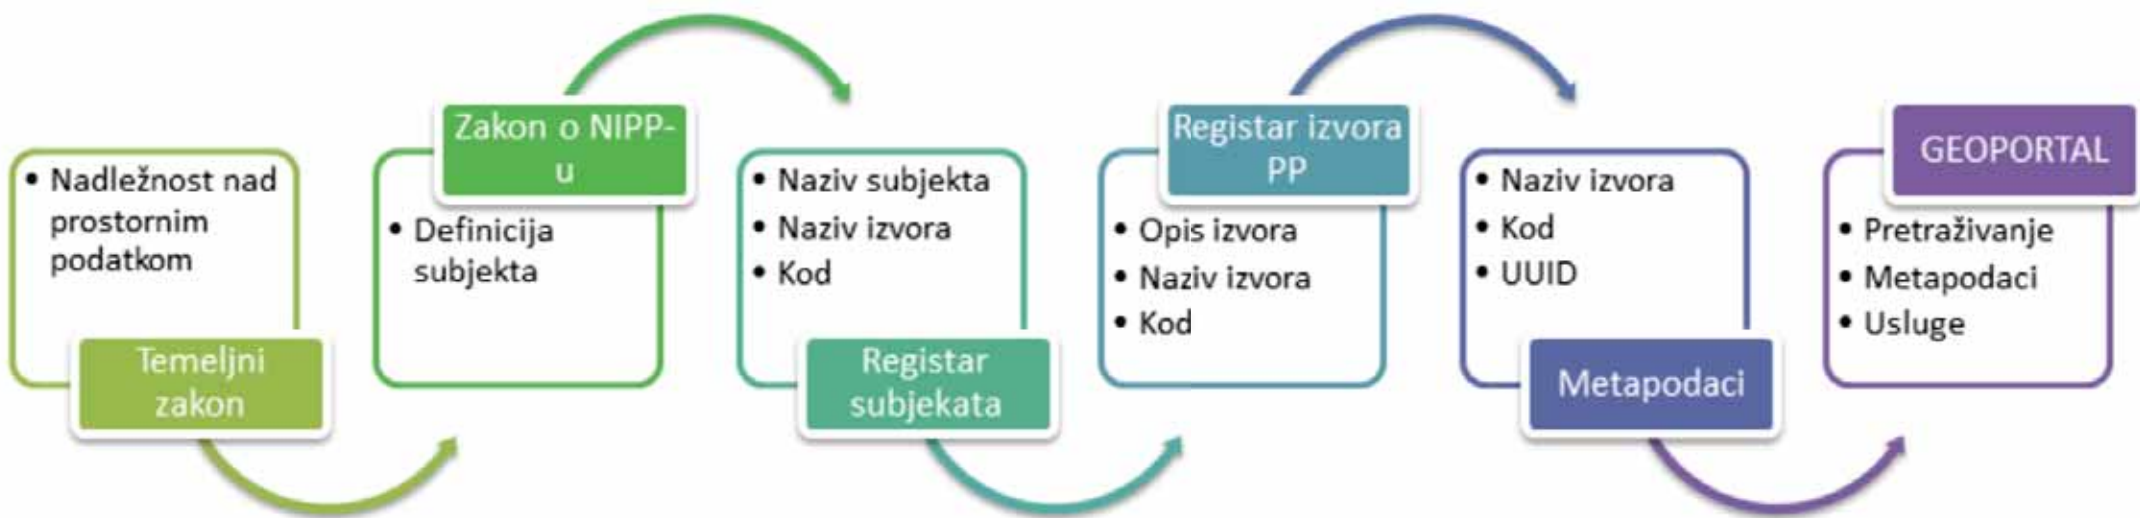 • Nadležnost nad
prostornim
podatkom
Temeljni
zakon
Zakon o NIPP-
u
• Definicija
subjekta
• Naziv subjekta
• Naziv izvora
• Kod
Registar
subjekata
Registar izvora
PP
• Opis izvora
• Naziv izvora
• Kod
• Naziv izvora
• Kod
• UUID
Metapodaci
GEOPORTAL
• Pretraživanje
• Metapodaci
• Usluge